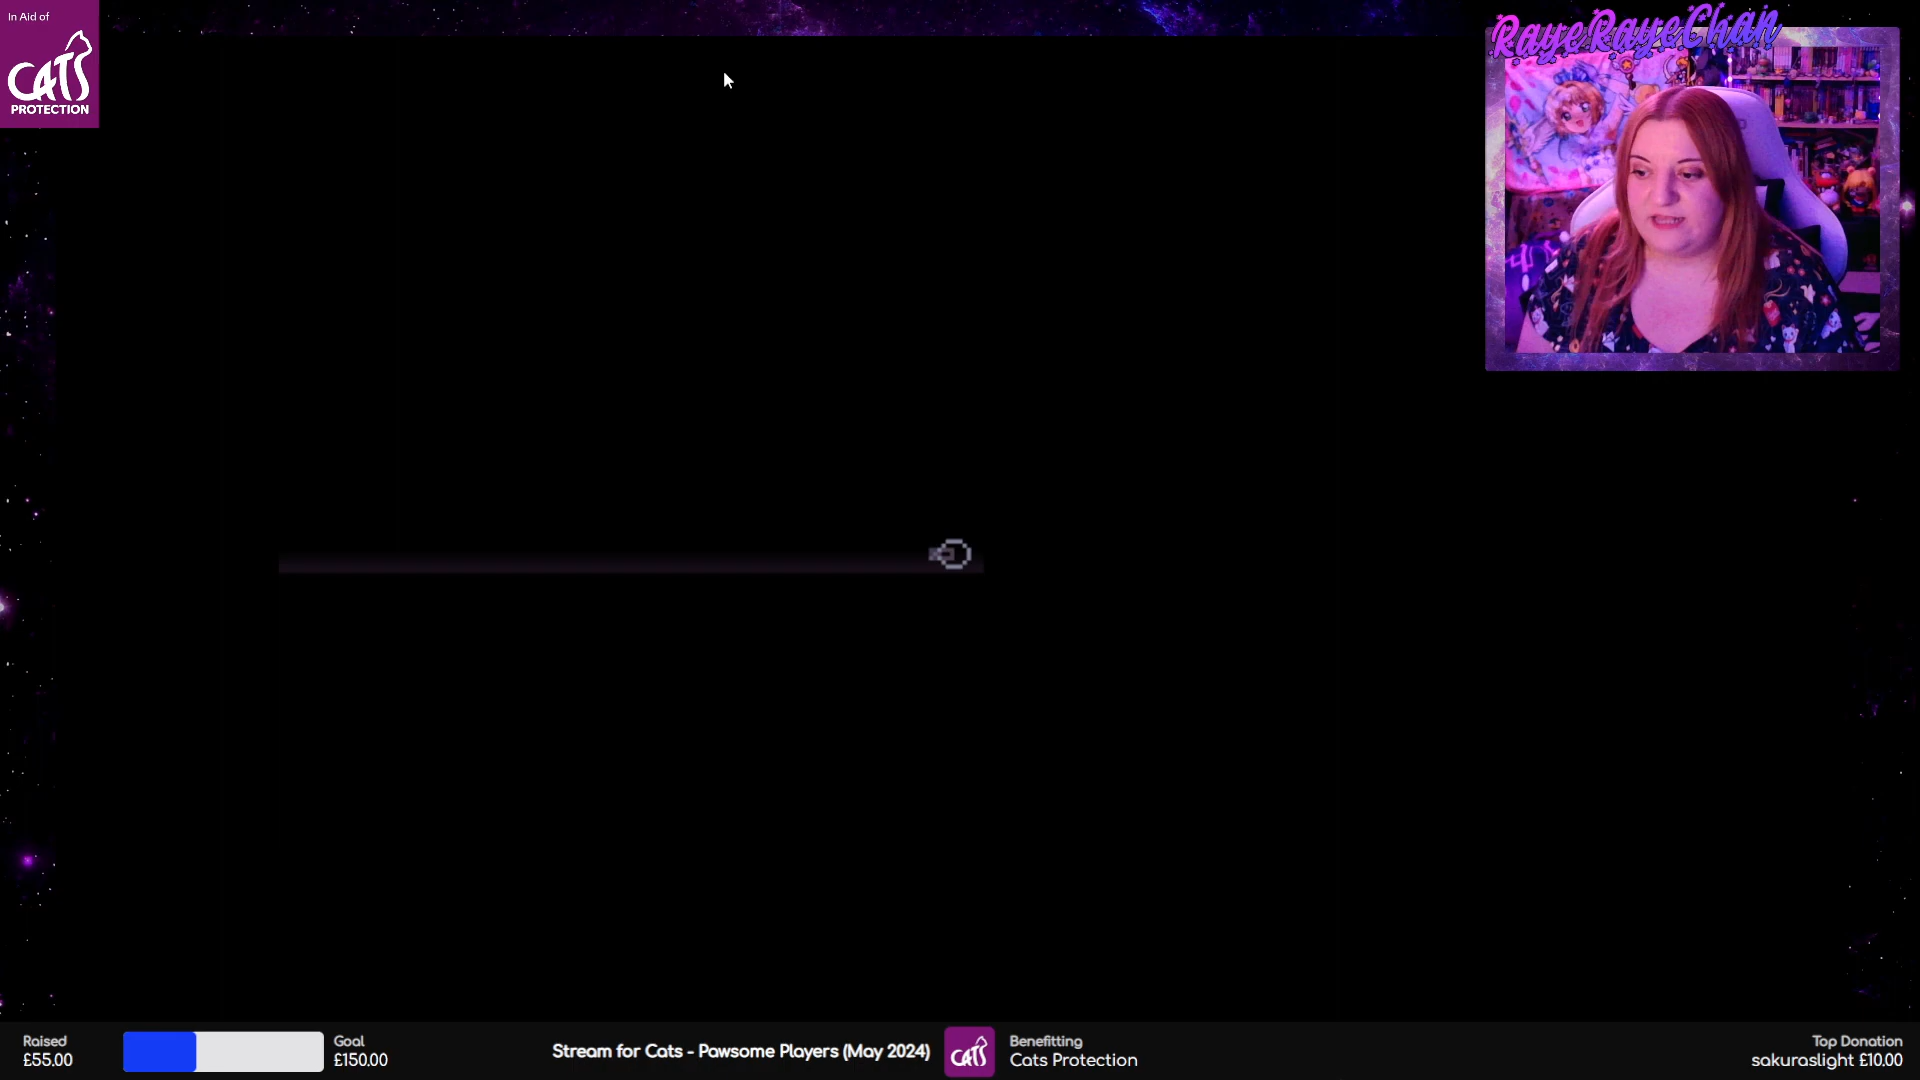 In Aid of
CATS
PROTECTION
RayeRayeChan
Raised
£55.00
Goal
£150.00
Stream for Cats - Pawsome Players (May 2024)
CATS
Benefitting
Cats Protection
Top Donation
sakuraslight £10.00